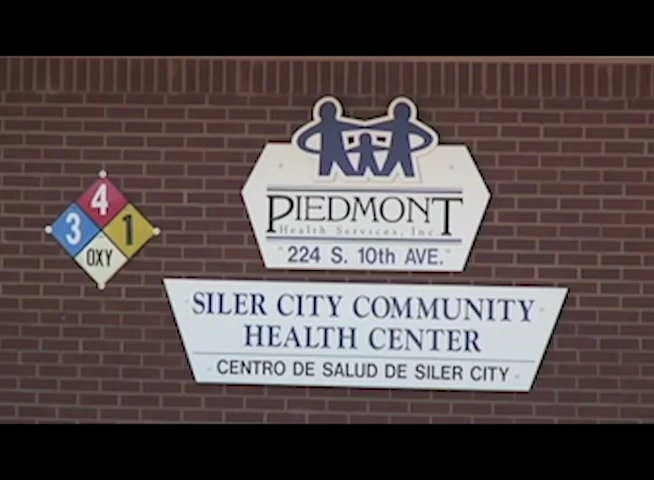 4
3
1
OXY
PIEDMONT
Health Services, Inc
224 S. 10th AVE.
SILER CITY COMMUNITY
HEALTH CENTER
CENTRO DE SALUD DE SILER CITY